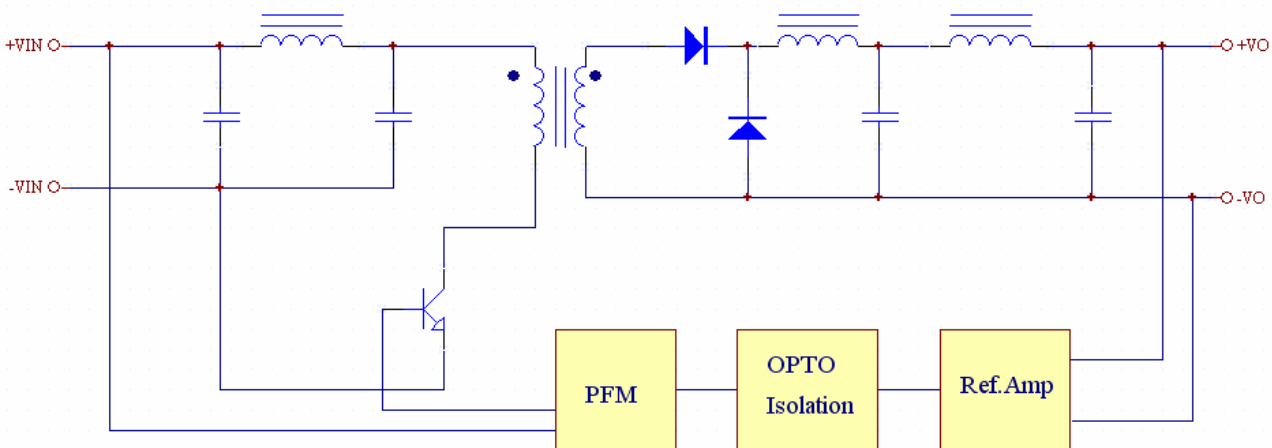 +VIN
+VO
-VIN
-VO
PFM
OPTO
Isolation
Ref.Amp